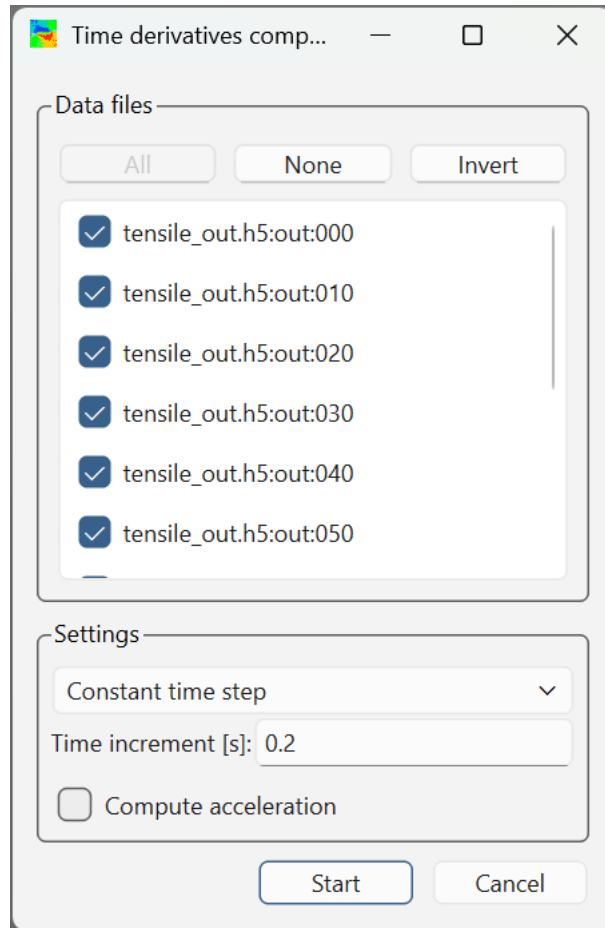 Time derivatives comp...
Data files
All None Invert
tensile_out.h5:out:000
tensile_out.h5:out:010
tensile_out.h5:out:020
tensile_out.h5:out:030
tensile_out.h5:out:040
tensile_out.h5:out:050
Settings
Constant time step
Time increment [s]: 0.2
Compute acceleration
Start Cancel